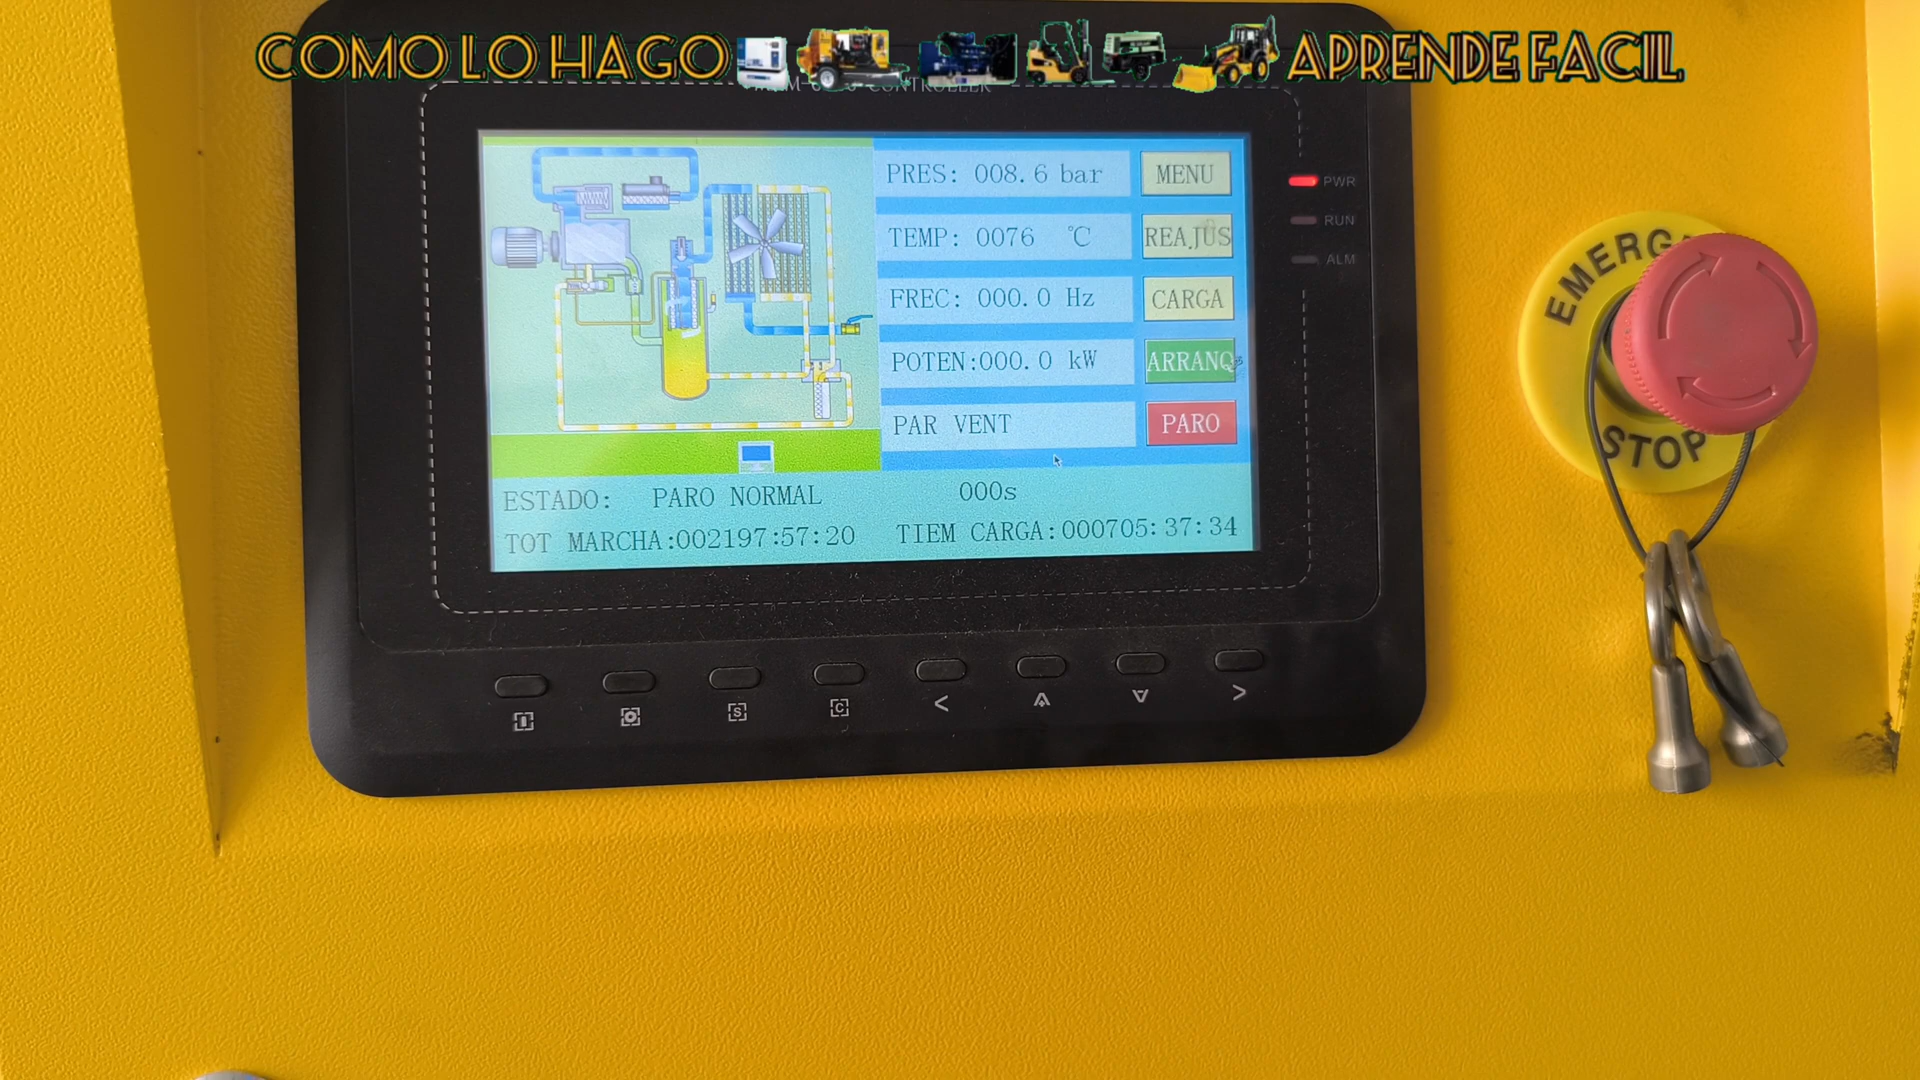 COMO LO HAGO APRENDE FACIL
CONTROLLER
PRES: 008.6 bar MENU
TEMP: 0076 ℃ REAJUS
FREC: 000.0 Hz CARGA
POTEN:000.0 kW ARRANQ
PAR VENT PARO
ESTADO: PARO NORMAL 000s
TOT MARCHA:002197:57:20 TIEM CARGA:000705:37:34
PWR
RUN
ALM
EMERG
STOP
S
C